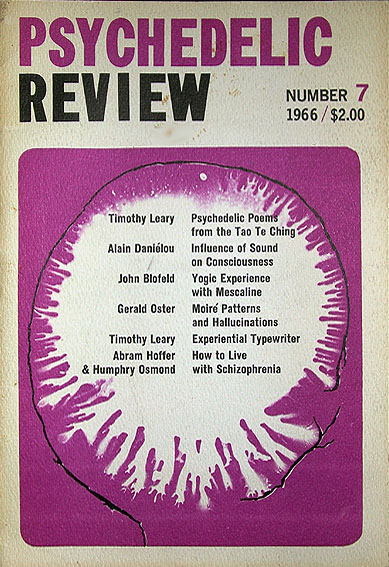 PSYCHEDELIC
REVIEW
NUMBER 7
1966 / $2.00
Timothy Leary Psychedelic Poems
from the Tao Te Ching
Alain Daniélou Influence of Sound
on Consciousness
John Blofeld Yogic Experience
with Mescaline
Gerald Oster Moiré Patterns
and Hallucinations
Timothy Leary Experiential Typewriter
Abram Hoffer How to Live
& Humphry Osmond with Schizophrenia